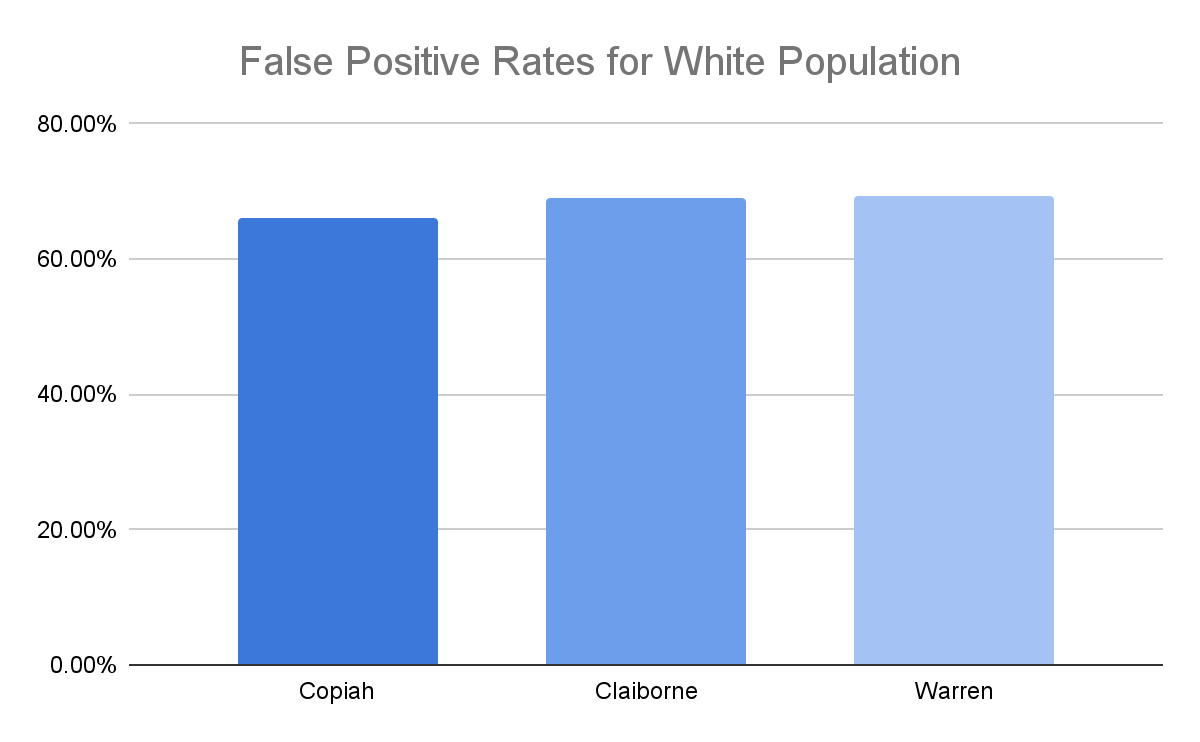 False Positive Rates for White Population
80.00%
60.00%
40.00%
20.00%
0.00%
Copiah
Claiborne
Warren